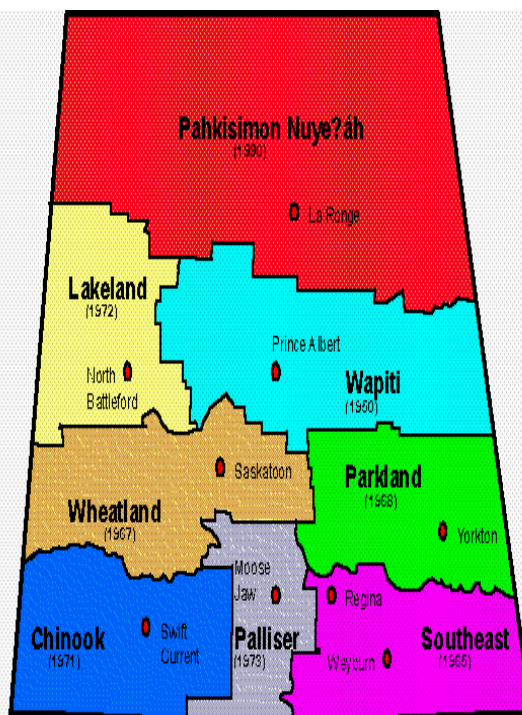 Pahkisimon Nuye?áh
(1990)
La Ronge
Lakeland
(1972)
North
Battleford
Prince Albert
Wapiti
(1950)
Saskatoon
Wheatland
(1967)
Parkland
(1968)
Yorkton
Moose
Jaw
Regina
Chinook
(1971)
Swift
Current
Palliser
(1973)
Weyburn
Southeast
(1965)